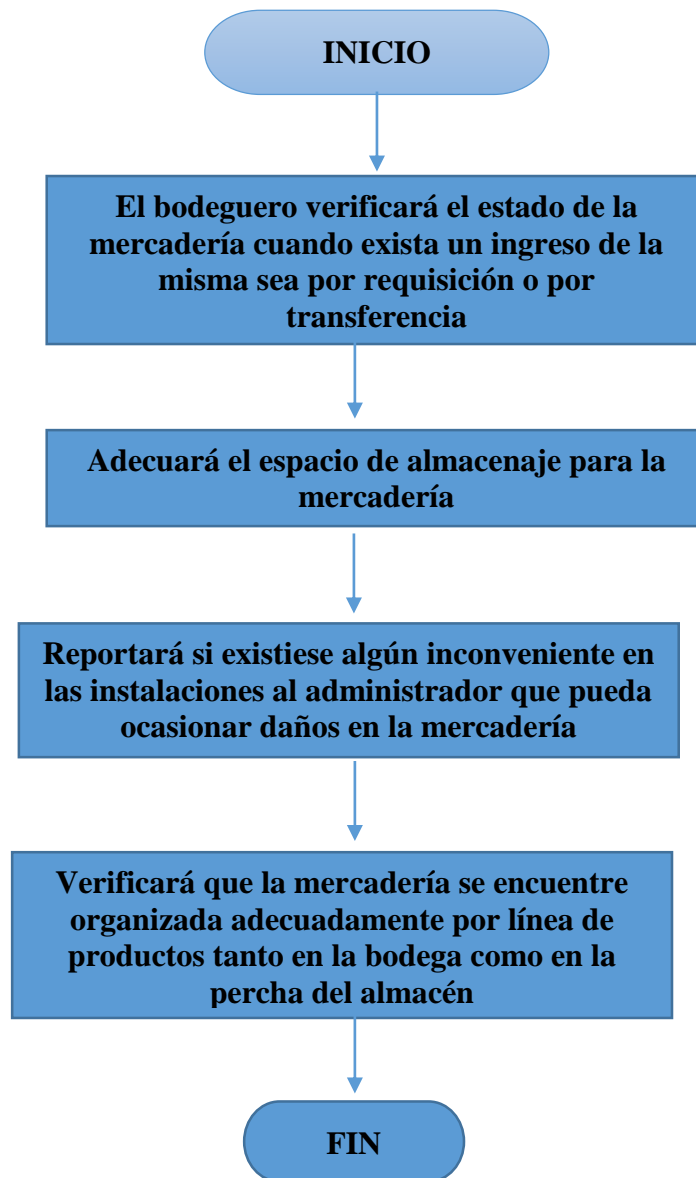 INICIO
El bodeguero verificará el estado de la
mercadería cuando exista un ingreso de la
misma sea por requisición o por
transferencia
Adecuará el espacio de almacenaje para la
mercadería
Reportará si existiese algún inconveniente en
las instalaciones al administrador que pueda
ocasionar daños en la mercadería
Verificará que la mercadería se encuentre
organizada adecuadamente por línea de
productos tanto en la bodega como en la
percha del almacén
FIN